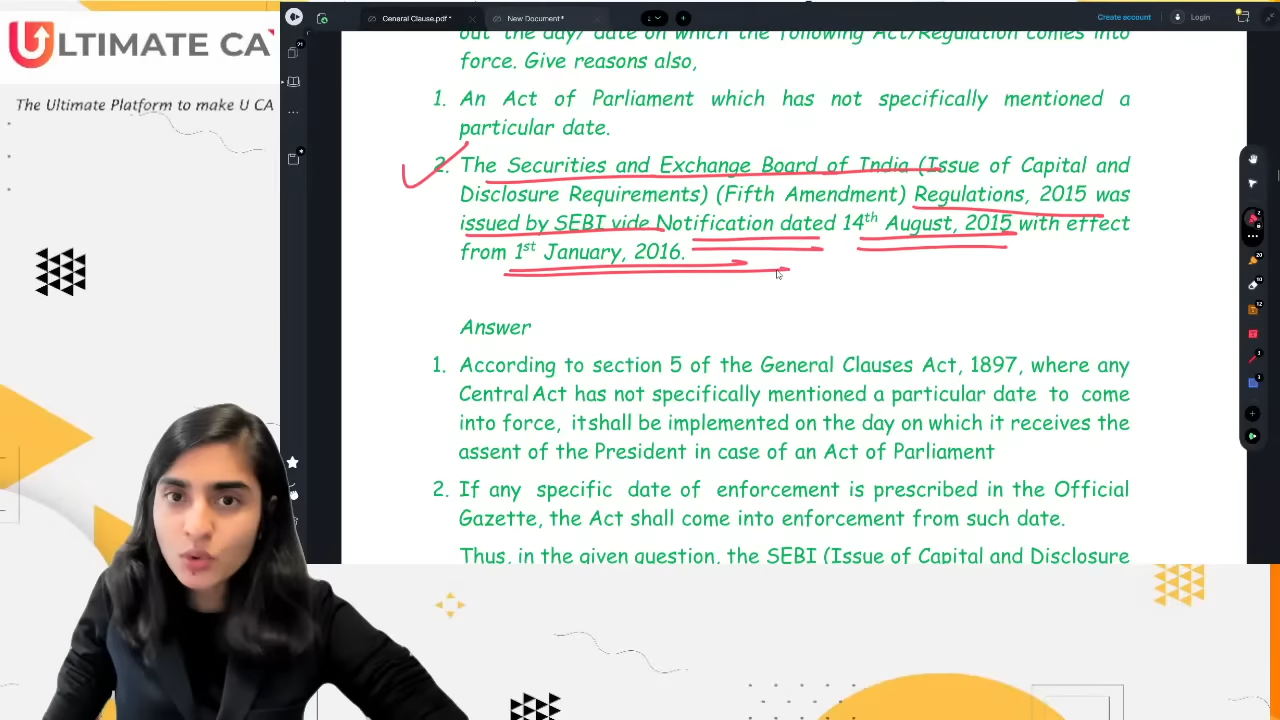 ULTIMATE CA
The Ultimate Platform to make U CA
General Clause.pdf *
New Document*
Create account
Login
out the day/ date on which the following Act/Regulation comes into
force. Give reasons also,
1. An Act of Parliament which has not specifically mentioned a
particular date.
2. The Securities and Exchange Board of India (Issue of Capital and
Disclosure Requirements) (Fifth Amendment) Regulations, 2015 was
issued by SEBI vide Notification dated 14th August, 2015 with effect
from 1st January, 2016.
Answer
1. According to section 5 of the General Clauses Act, 1897, where any
Central Act has not specifically mentioned a particular date to come
into force, it shall be implemented on the day on which it receives the
assent of the President in case of an Act of Parliament
2. If any specific date of enforcement is prescribed in the Official
Gazette, the Act shall come into enforcement from such date.
Thus, in the given question, the SEBI (Issue of Capital and Disclosure